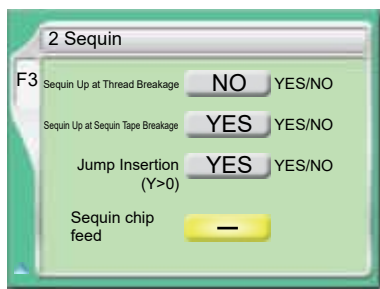 2 Sequin
F3
Sequin Up at Thread Breakage NO YES/NO
Sequin Up at Sequin Tape Breakage YES YES/NO
Jump Insertion YES YES/NO
(Y>0)
Sequin chip
feed —